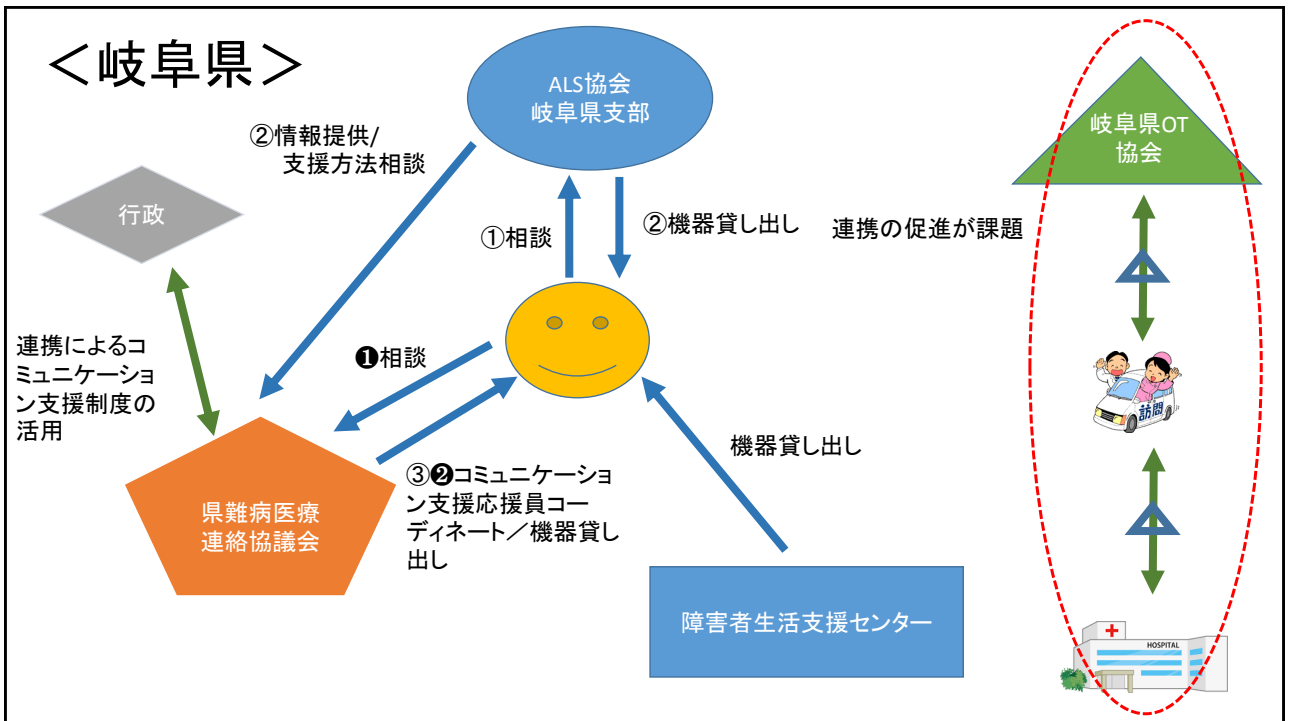 ＜岐阜県＞
ALS協会
岐阜県支部
②情報提供/
支援方法相談
岐阜県OT
協会
行政
①相談
②機器貸し出し
連携の促進が課題
連携によるコ
ミュニケーショ
ン支援制度の
活用
❶相談
訪問
機器貸し出し
③❷コミュニケーショ
ン支援応援員コー
ディネート／機器貸し
出し
県難病医療
連絡協議会
障害者生活支援センター
HOSPITAL